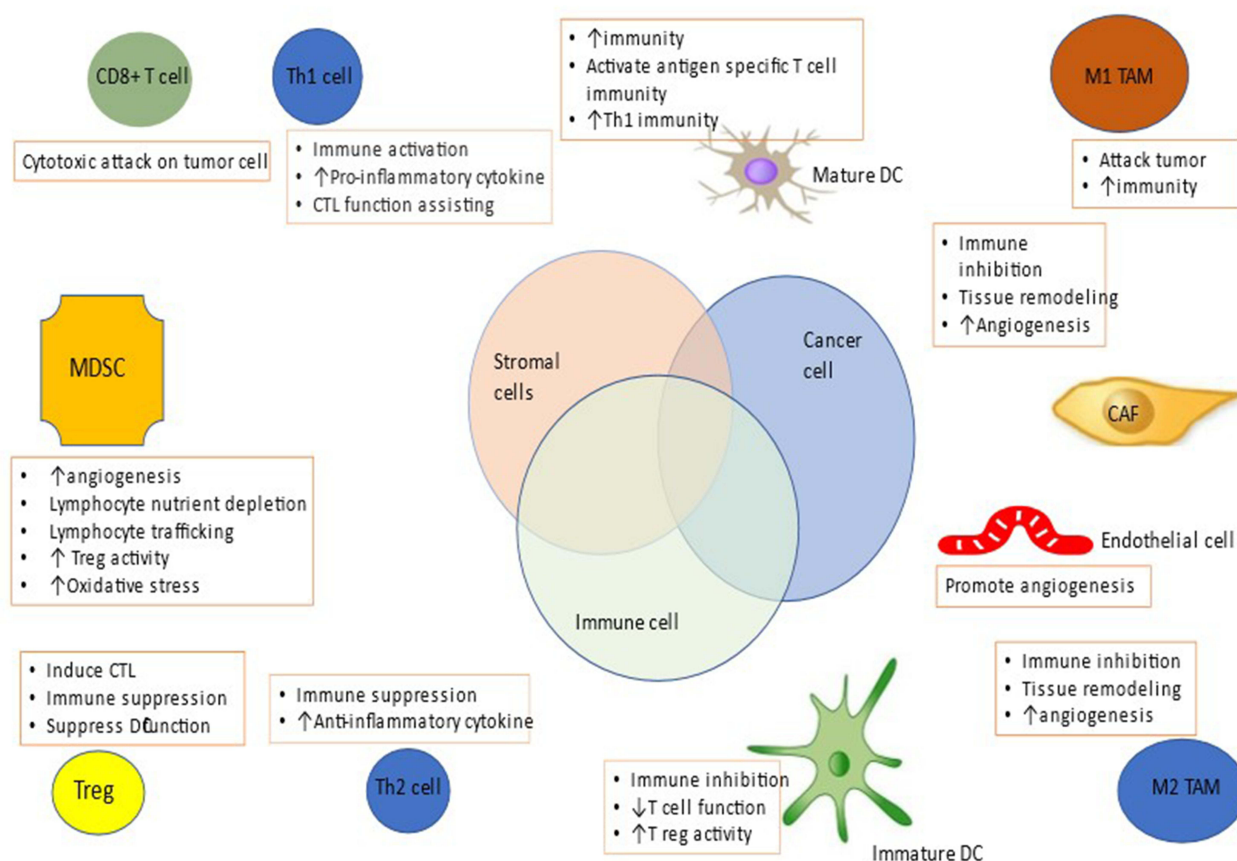 CD8+ T cell
Cytotoxic attack on tumor cell
Th1 cell
• Immune activation
• ↑Pro-inflammatory cytokine
• CTL function assisting
• ↑immunity
• Activate antigen specific T cell
immunity
• ↑Th1 immunity
Mature DC
M1 TAM
• Attack tumor
• ↑immunity
• Immune
inhibition
• Tissue remodeling
• ↑Angiogenesis
CAF
MDSC
• ↑angiogenesis
• Lymphocyte nutrient depletion
• Lymphocyte trafficking
• ↑ Treg activity
• ↑Oxidative stress
Stromal
cells
Cancer
cell
Immune cell
Endothelial cell
Promote angiogenesis
• Induce CTL
• Immune suppression
• Suppress DC function
Treg
• Immune suppression
• ↑Anti-inflammatory cytokine
Th2 cell
• Immune inhibition
• ↓T cell function
• ↑T reg activity
Immature DC
• Immune inhibition
• Tissue remodeling
• ↑angiogenesis
M2 TAM